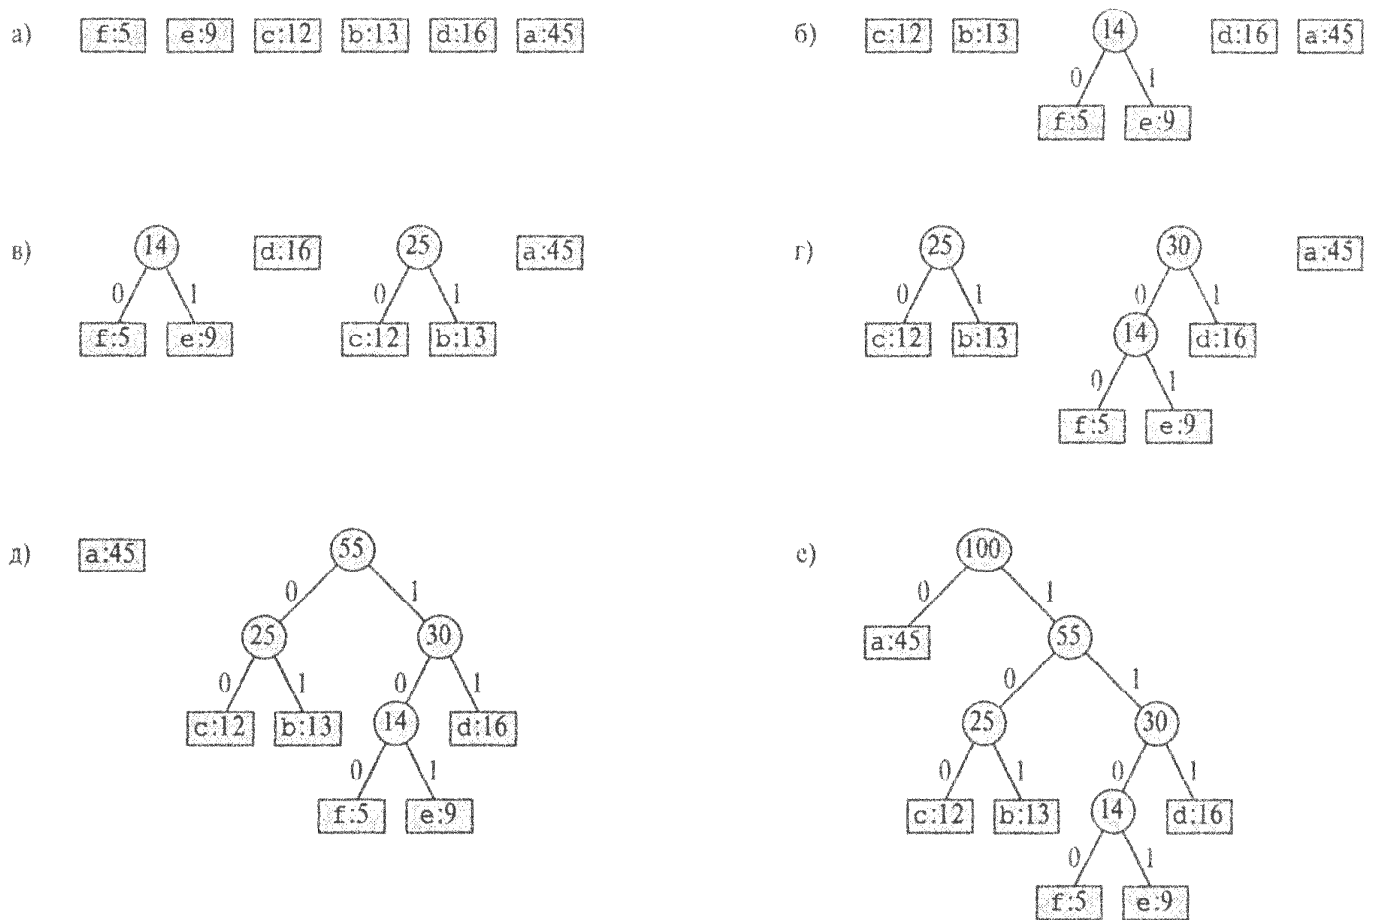 а) f:5 e:9 c:12 b:13 d:16 a:45
б) c:12 b:13 14 d:16 a:45
0 1
f:5 e:9
в) 14 d:16 25 a:45
0 1 0 1
f:5 e:9 c:12 b:13
г) 25 30 a:45
0 1 0 1
c:12 b:13 14 d:16
0 1
f:5 e:9
д) a:45 55
0 1
25 30
0 1 0 1
c:12 b:13 14 d:16
0 1
f:5 e:9
е) 100
0 1
a:45 55
0 1
25 30
0 1 0 1
c:12 b:13 14 d:16
0 1
f:5 e:9